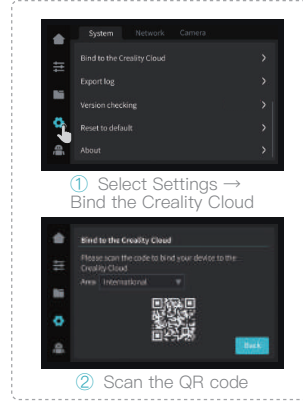 System Network Camera
Bind to the Creality Cloud
Export log
Version checking
Reset to default
About
① Select Settings →
Bind the Creality Cloud
Bind to the Creality Cloud
Please scan the code to bind your device to the
Creality Cloud
Area International
Back
② Scan the QR code